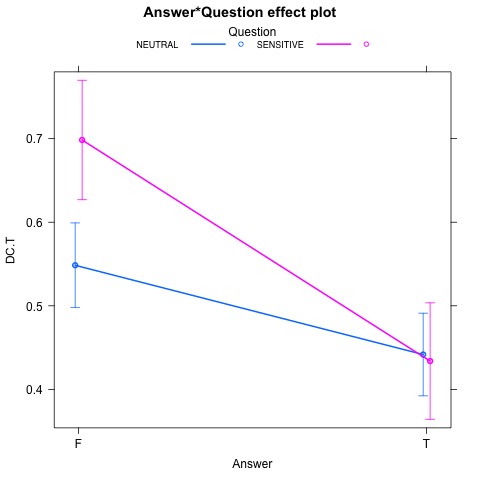 Answer*Question effect plot
Question
NEUTRAL SENSITIVE
0.7
0.6
0.5
0.4
DC.T
F T
Answer